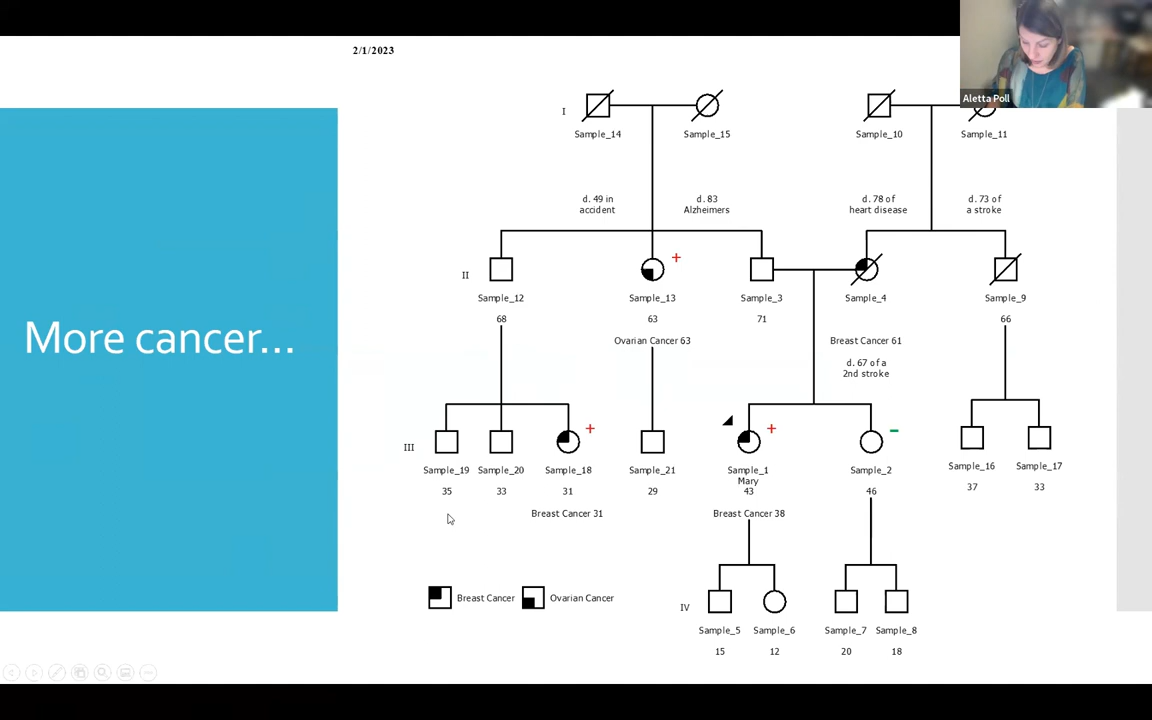 2/1/2023
Aletta Poll
More cancer...
I
Sample_14
Sample_15
Sample_10
Sample_11
d. 49 in
accident
d. 83
Alzheimers
d. 78 of
heart disease
d. 73 of
a stroke
II
+
Sample_12
Sample_13
Sample_3
Sample_4
Sample_9
68
63
71
66
Ovarian Cancer 63
Breast Cancer 61
d. 67 of a
2nd stroke
III
+
+
-
Sample_19
Sample_20
Sample_18
Sample_21
Sample_1
Mary
Sample_2
Sample_16
Sample_17
35
33
31
29
43
46
37
33
Breast Cancer 31
Breast Cancer 38
Breast Cancer
Ovarian Cancer
IV
Sample_5
Sample_6
Sample_7
Sample_8
15
12
20
18